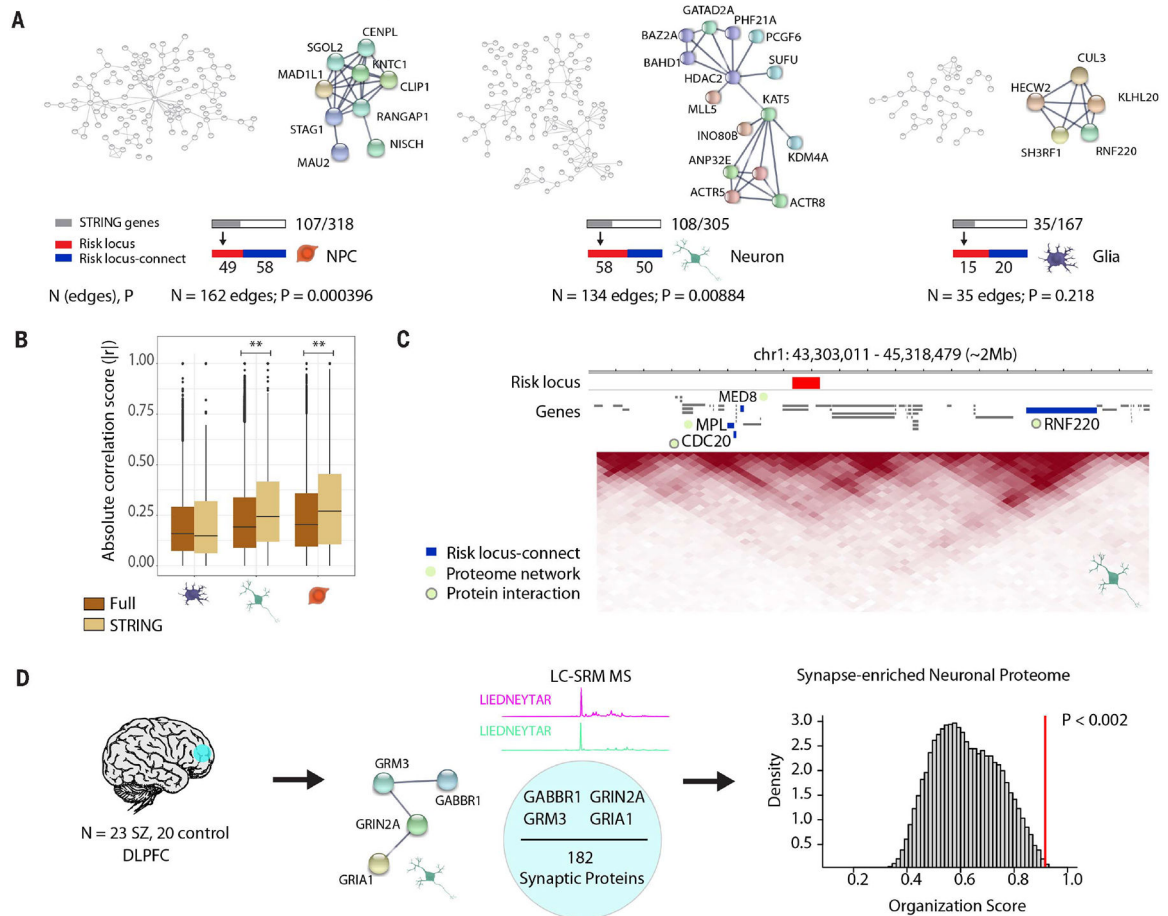 A
CENPL
SGOL2
KNTC1
MAD1L1
CLIP1
RANGAP1
STAG1
NISCH
MAU2
GATAD2A
PHF21A
BAZ2A
PCGF6
BAHD1
SUFU
HDAC2
MLL5
KAT5
INO80B
KDM4A
ANP32E
ACTR5
ACTR8
CUL3
HECW2
KLHL20
SH3RF1
RNF220
STRING genes
107/318
108/305
35/167
Risk locus
Risk locus-connect
49 58 NPC
58 50 Neuron
15 20 Glia
N (edges), P
N = 162 edges; P = 0.000396
N = 134 edges; P = 0.00884
N = 35 edges; P = 0.218
B
Absolute correlation score (|r|)
1.00
0.75
0.50
0.25
0.00
**
**
Full
STRING
C
chr1: 43,303,011 - 45,318,479 (~2Mb)
Risk locus
Genes
MED8
MPL
CDC20
RNF220
Risk locus-connect
Proteome network
Protein interaction
D
N = 23 SZ, 20 control
DLPFC
GRM3
GABBR1
GRIN2A
GRIA1
LC-SRM MS
LIEDNEYTAR
LIEDNEYTAR
GABBR1 GRIN2A
GRM3 GRIA1
182
Synaptic Proteins
Synapse-enriched Neuronal Proteome
P < 0.002
Density
3.0
2.5
2.0
1.5
1.0
0.5
0.2 0.4 0.6 0.8 1.0
Organization Score